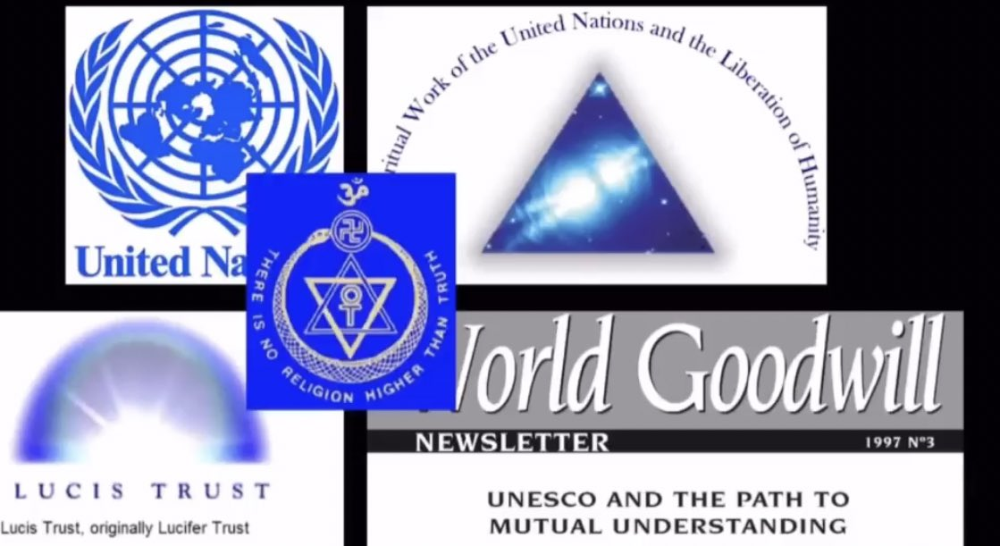 United Na
ritual Work of the United Nations and the Liberation of Humanity
ॐ
THERE IS NO RELIGION HIGHER THAN TRUTH
LUCIS TRUST
Lucis Trust, originally Lucifer Trust
World Goodwill
NEWSLETTER
1997 Nº3
UNESCO AND THE PATH TO
MUTUAL UNDERSTANDING